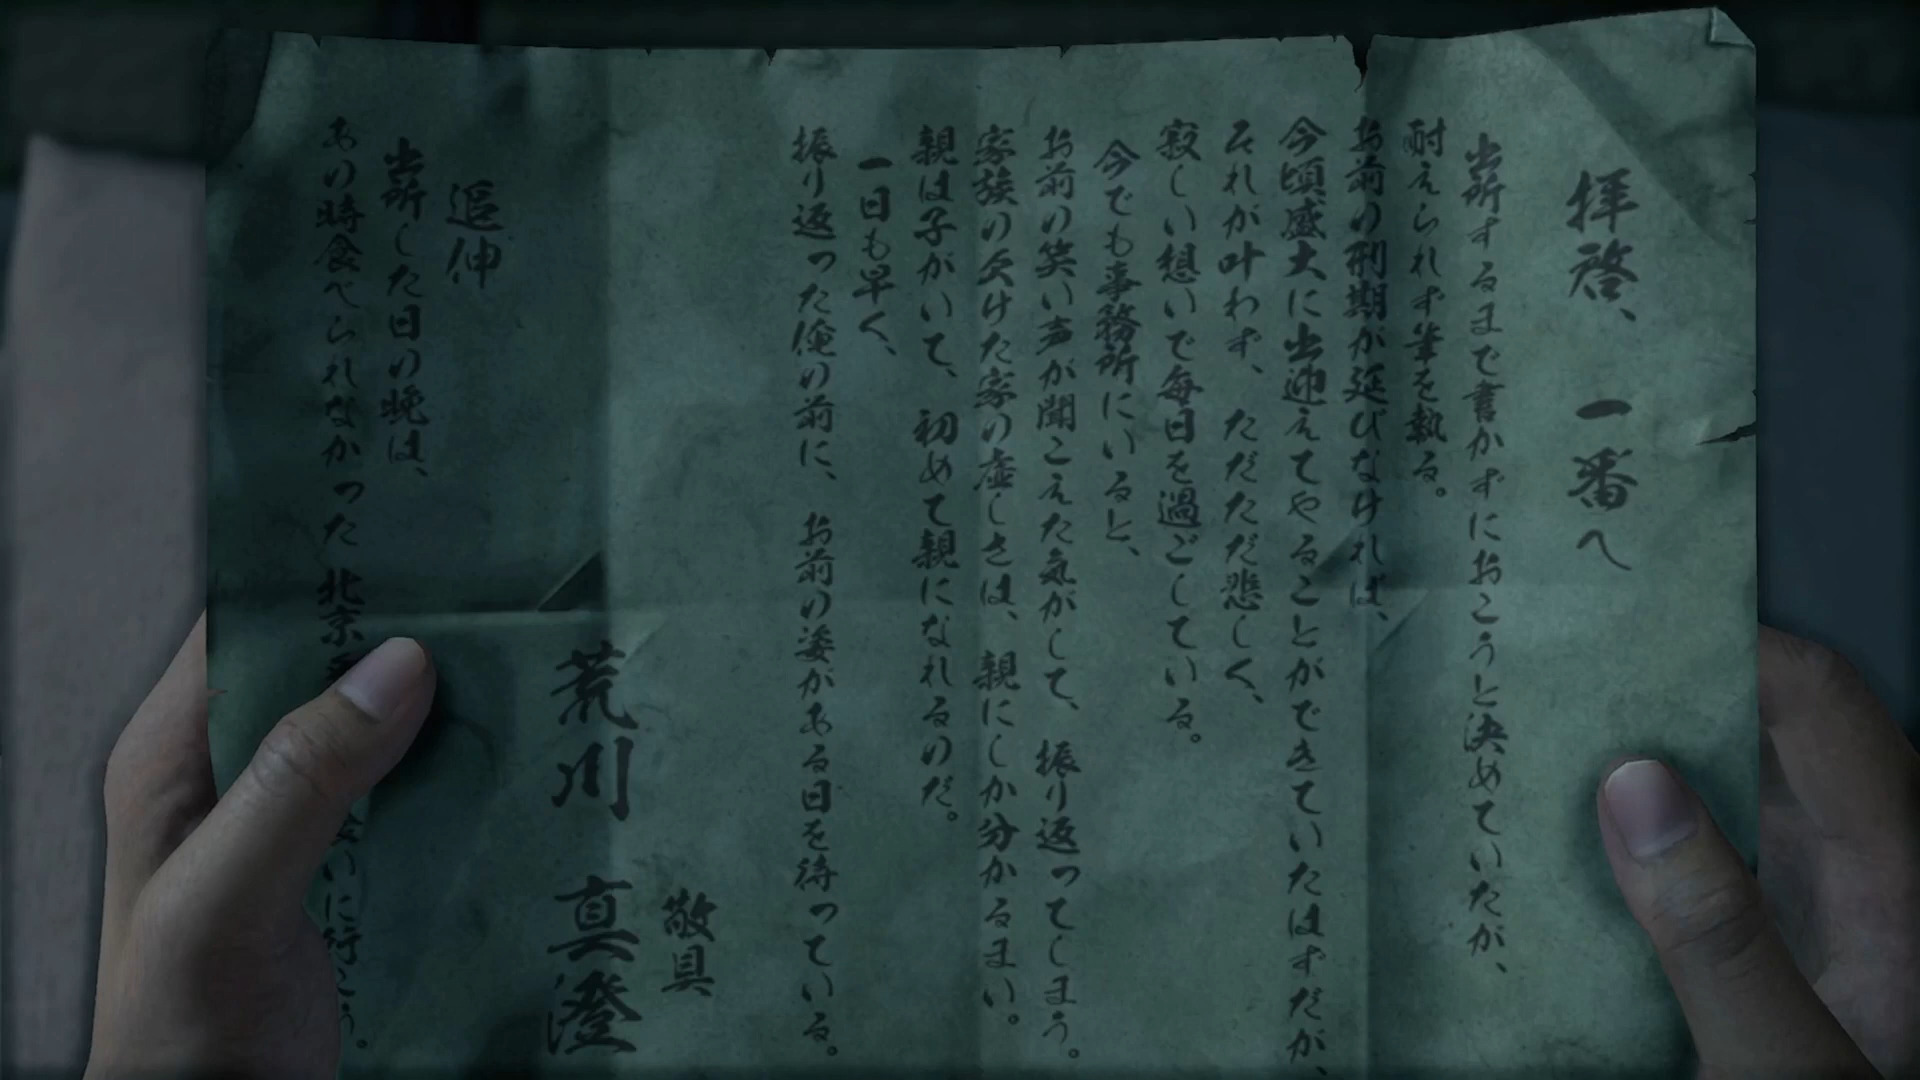 拝啓、一番へ
出所するまで書かずにおこうと決めていたが、
耐えられず筆を執る。
お前の刑期が延びなければ、
今頃盛大に出迎えてやることができていたはずだが、
それが叶わず、ただただ悲しく、
寂しい想いで毎日を過ごしている。
今でも事務所にいると、
お前の笑い声が聞こえた気がして、振り返ってしまう。
家族の欠けた家の虚しさは、親にしか分かるまい。
親は子がいて、初めて親になれるのだ。
一日も早く、
振り返った俺の前に、お前の姿がある日を待っている。
敬具
荒川 真澄
追伸
出所した日の晩は、
あの時食べられなかった北京 食いに行こう。